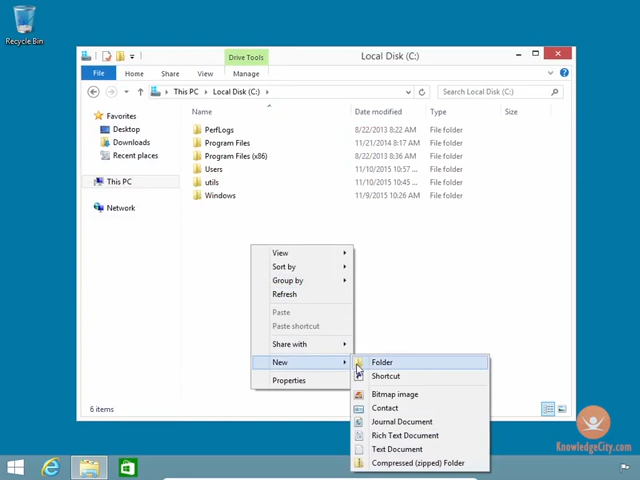 Recycle Bin
Drive Tools
Local Disk (C:)
File
Home
Share
View
Manage
This PC
Local Disk (C:)
Search Local Disk (C:)
Name
Date modified
Type
Size
Favorites
Desktop
Downloads
Recent places
This PC
Network
PerfLogs 8/22/2013 8:22 AM File folder
Program Files 11/21/2014 8:17 AM File folder
Program Files (x86) 8/22/2013 8:36 AM File folder
Users 11/10/2015 10:57 ... File folder
utils 11/10/2015 10:45 ... File folder
Windows 11/9/2015 10:26 AM File folder
View
Sort by
Group by
Refresh
Paste
Paste shortcut
Share with
New
Properties
Folder
Shortcut
Bitmap image
Contact
Journal Document
Rich Text Document
Text Document
Compressed (zipped) Folder
6 items
KnowledgeCity.com